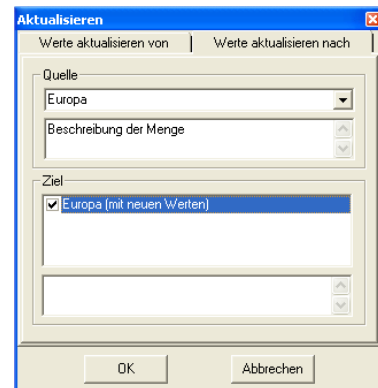 Aktualisieren
Werte aktualisieren von
Werte aktualisieren nach
Quelle
Europa
Beschreibung der Menge
Ziel
Europa (mit neuen Werten)
OK
Abbrechen